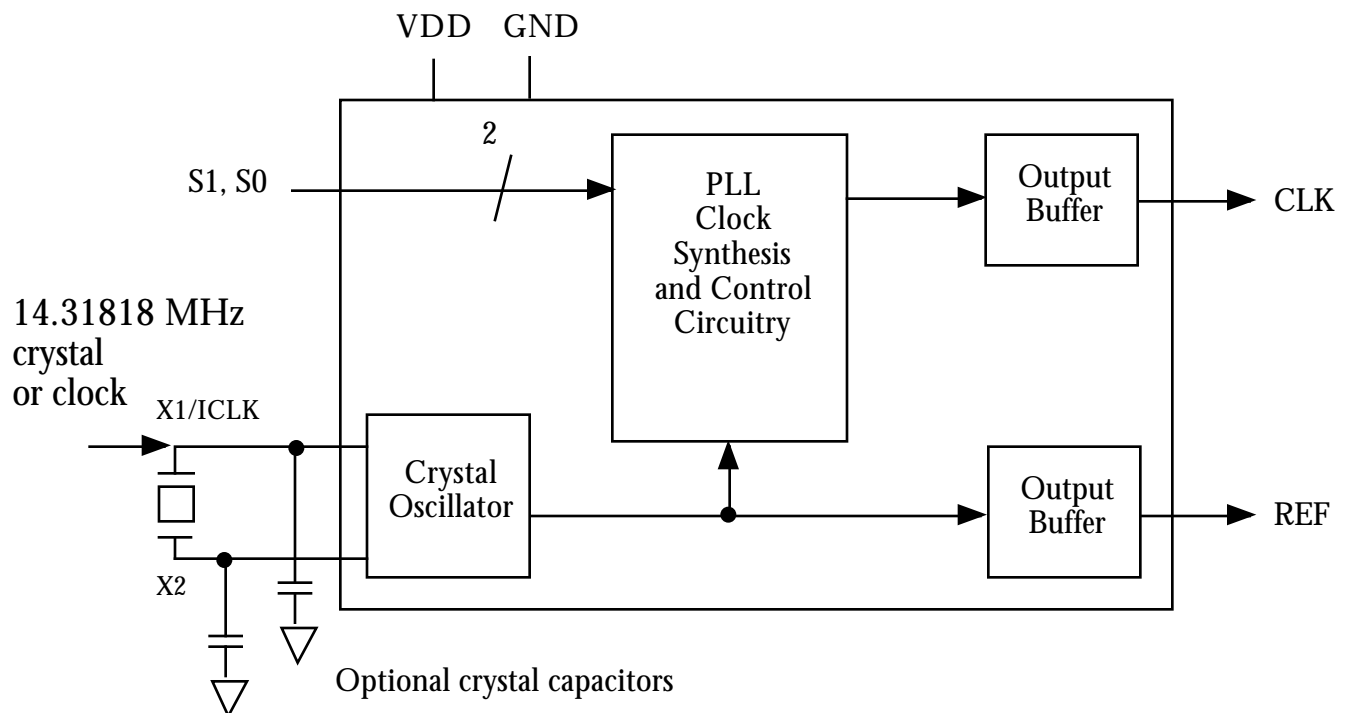 VDD GND
2
S1, S0
PLL
Clock
Synthesis
and Control
Circuitry
Output
Buffer
CLK
14.31818 MHz
crystal
or clock
X1/ICLK
Crystal
Oscillator
Output
Buffer
REF
X2
Optional crystal capacitors